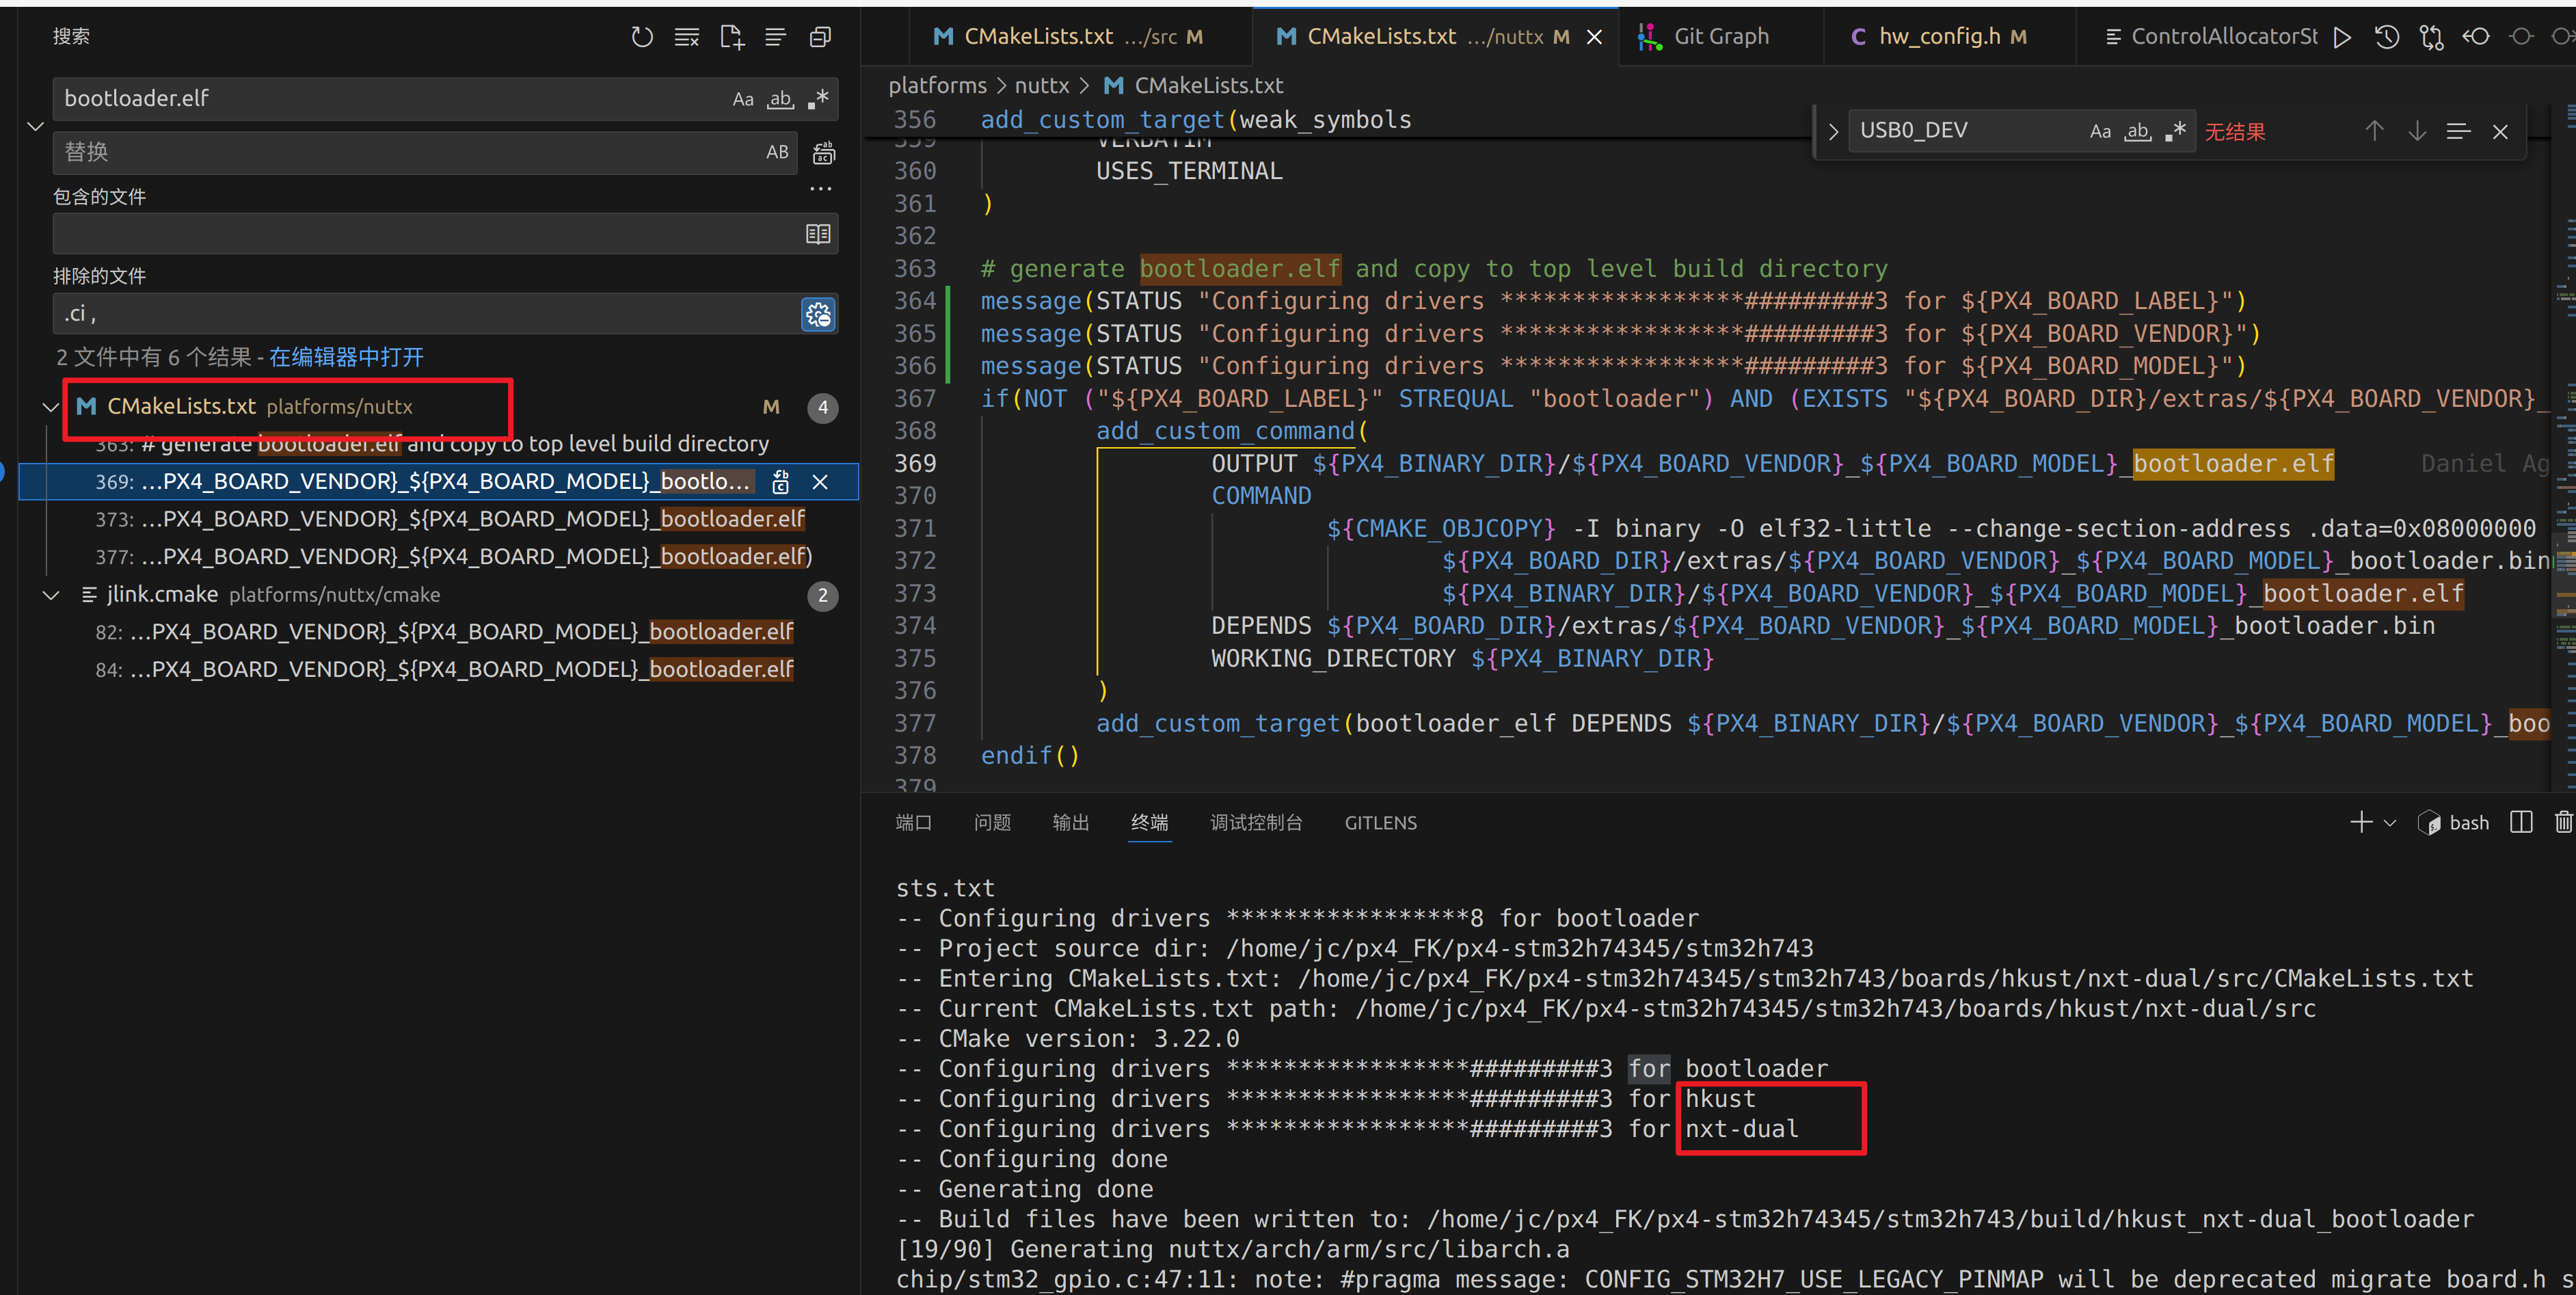 搜索
bootloader.elf
Aa ab .*
替换
AB
包含的文件
排除的文件
.ci ,
2 文件中有 6 个结果 - 在编辑器中打开
CMakeLists.txt platforms/nuttx M 4
363: # generate bootloader.elf and copy to top level build directory
369: …PX4_BOARD_VENDOR}_${PX4_BOARD_MODEL}_bootlo...
373: …PX4_BOARD_VENDOR}_${PX4_BOARD_MODEL}_bootloader.elf
377: …PX4_BOARD_VENDOR}_${PX4_BOARD_MODEL}_bootloader.elf)
jlink.cmake platforms/nuttx/cmake 2
82: …PX4_BOARD_VENDOR}_${PX4_BOARD_MODEL}_bootloader.elf
84: …PX4_BOARD_VENDOR}_${PX4_BOARD_MODEL}_bootloader.elf
CMakeLists.txt .../src M
CMakeLists.txt .../nuttx M
Git Graph
C hw_config.h M
ControlAllocatorSt
platforms > nuttx > CMakeLists.txt
USB0_DEV Aa ab .* 无结果
356 add_custom_target(weak_symbols
359 VERBATIM
360 USES_TERMINAL
361 )
362
363 # generate bootloader.elf and copy to top level build directory
364 message(STATUS "Configuring drivers *****************#########3 for ${PX4_BOARD_LABEL}")
365 message(STATUS "Configuring drivers *****************#########3 for ${PX4_BOARD_VENDOR}")
366 message(STATUS "Configuring drivers *****************#########3 for ${PX4_BOARD_MODEL}")
367 if(NOT ("${PX4_BOARD_LABEL}" STREQUAL "bootloader") AND (EXISTS "${PX4_BOARD_DIR}/extras/${PX4_BOARD_VENDOR}_
368 add_custom_command(
369 OUTPUT ${PX4_BINARY_DIR}/${PX4_BOARD_VENDOR}_${PX4_BOARD_MODEL}_bootloader.elf Daniel Ag
370 COMMAND
371 ${CMAKE_OBJCOPY} -I binary -O elf32-little --change-section-address .data=0x08000000
372 ${PX4_BOARD_DIR}/extras/${PX4_BOARD_VENDOR}_${PX4_BOARD_MODEL}_bootloader.bin
373 ${PX4_BINARY_DIR}/${PX4_BOARD_VENDOR}_${PX4_BOARD_MODEL}_bootloader.elf
374 DEPENDS ${PX4_BOARD_DIR}/extras/${PX4_BOARD_VENDOR}_${PX4_BOARD_MODEL}_bootloader.bin
375 WORKING_DIRECTORY ${PX4_BINARY_DIR}
376 )
377 add_custom_target(bootloader_elf DEPENDS ${PX4_BINARY_DIR}/${PX4_BOARD_VENDOR}_${PX4_BOARD_MODEL}_boo
378 endif()
379
端口 问题 输出 终端 调试控制台 GITLENS
bash
sts.txt
-- Configuring drivers *****************8 for bootloader
-- Project source dir: /home/jc/px4_FK/px4-stm32h74345/stm32h743
-- Entering CMakeLists.txt: /home/jc/px4_FK/px4-stm32h74345/stm32h743/boards/hkust/nxt-dual/src/CMakeLists.txt
-- Current CMakeLists.txt path: /home/jc/px4_FK/px4-stm32h74345/stm32h743/boards/hkust/nxt-dual/src
-- CMake version: 3.22.0
-- Configuring drivers *****************#########3 for bootloader
-- Configuring drivers *****************#########3 for hkust
-- Configuring drivers *****************#########3 for nxt-dual
-- Configuring done
-- Generating done
-- Build files have been written to: /home/jc/px4_FK/px4-stm32h74345/stm32h743/build/hkust_nxt-dual_bootloader
[19/90] Generating nuttx/arch/arm/src/libarch.a
chip/stm32_gpio.c:47:11: note: #pragma message: CONFIG_STM32H7_USE_LEGACY_PINMAP will be deprecated migrate board.h s